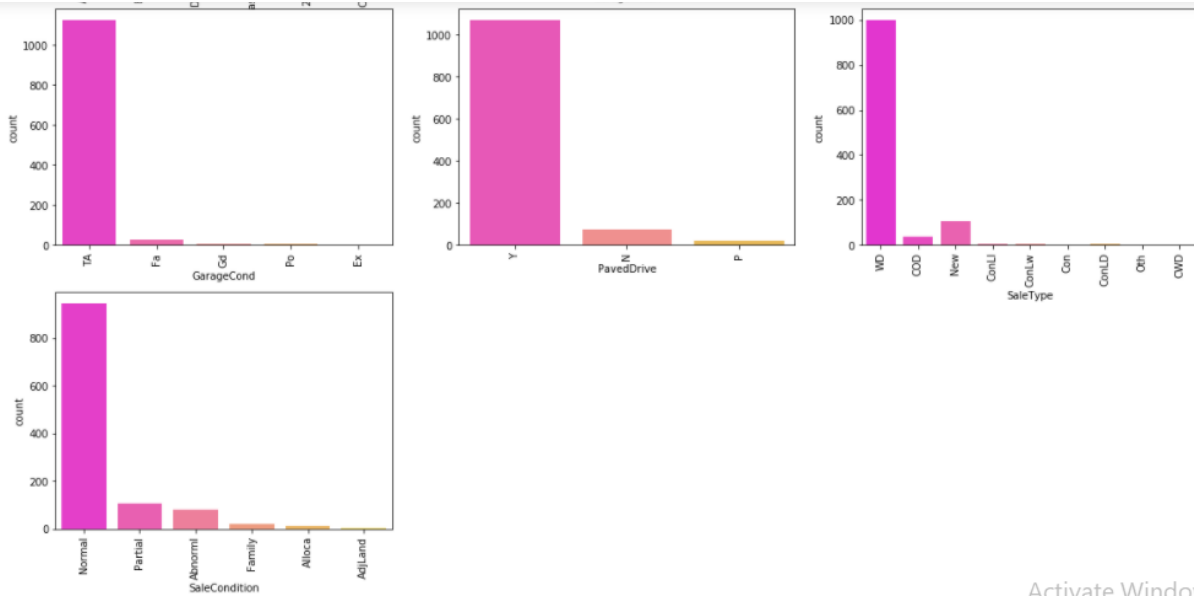 count
1000
800
600
400
200
0
TA
Fa
Gd
Po
Ex
GarageCond
count
1000
800
600
400
200
0
Y
N
P
PavedDrive
count
1000
800
600
400
200
0
WD
COD
New
ConLI
ConLw
Con
ConLD
Oth
CWD
SaleType
count
800
600
400
200
0
Normal
Partial
Abnorml
Family
Alloca
AdjLand
SaleCondition
Activate Window